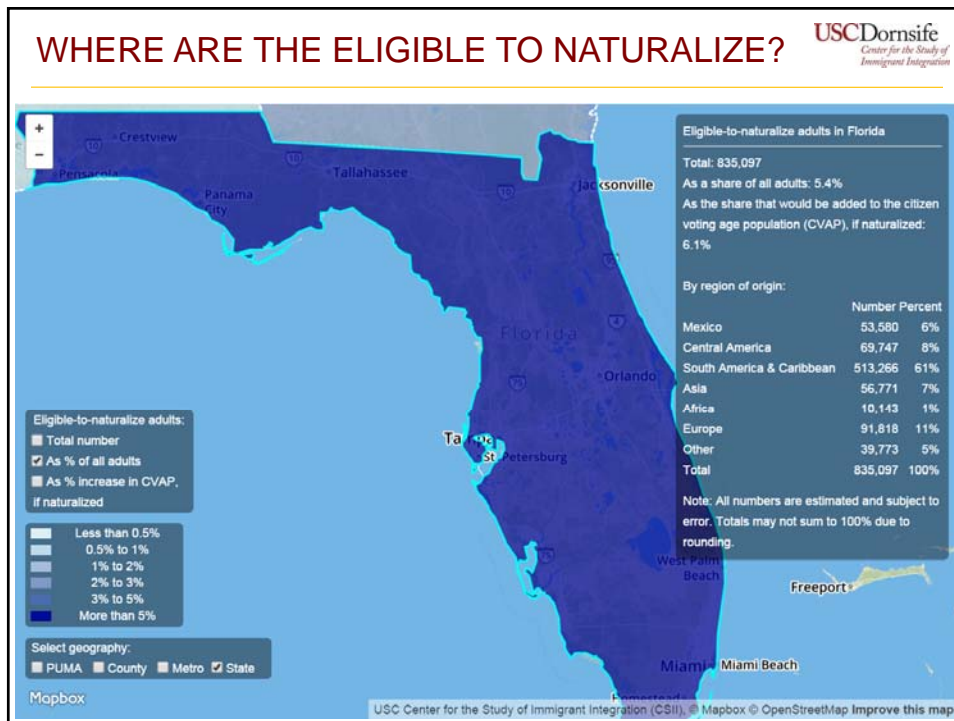 WHERE ARE THE ELIGIBLE TO NATURALIZE?
USCDornsife
Center for the Study of
Immigrant Integration
+
−
10
Crestview
Pensacola
Panama
City
10
Tallahassee
10
Jacksonville
Florida
4
75
Orlando
Tampa
St Petersburg
75
West Palm
Beach
Freeport
Miami
Miami Beach
Homestead
Eligible-to-naturalize adults in Florida
Total: 835,097
As a share of all adults: 5.4%
As the share that would be added to the citizen
voting age population (CVAP), if naturalized:
6.1%
By region of origin:
Number Percent
Mexico 53,580 6%
Central America 69,747 8%
South America & Caribbean 513,266 61%
Asia 56,771 7%
Africa 10,143 1%
Europe 91,818 11%
Other 39,773 5%
Total 835,097 100%
Note: All numbers are estimated and subject to
error. Totals may not sum to 100% due to
rounding.
Eligible-to-naturalize adults:
Total number
As % of all adults
As % increase in CVAP,
if naturalized
Less than 0.5%
0.5% to 1%
1% to 2%
2% to 3%
3% to 5%
More than 5%
Select geography:
PUMA County Metro State
Mapbox
USC Center for the Study of Immigrant Integration (CSII), © Mapbox © OpenStreetMap Improve this map